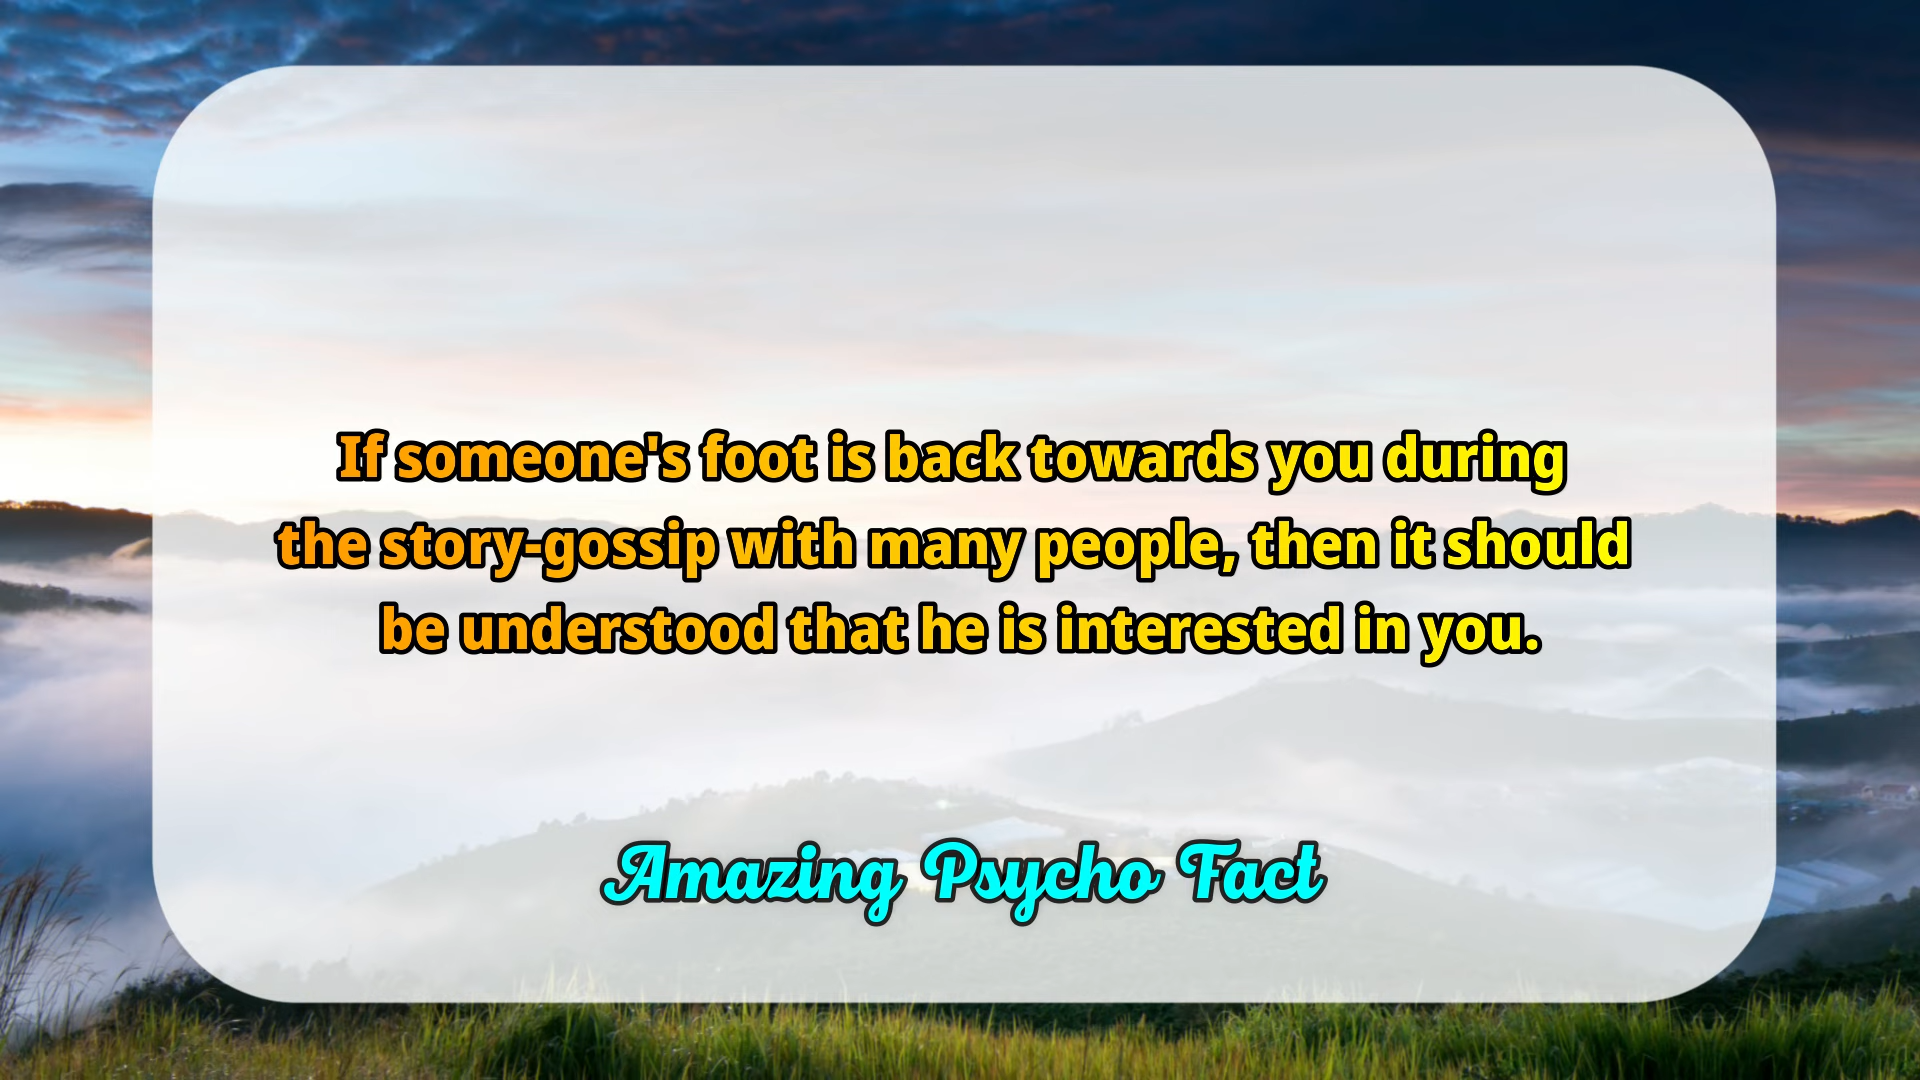 If someone's foot is back towards you during
the story-gossip with many people, then it should
be understood that he is interested in you.
Amazing Psycho Fact